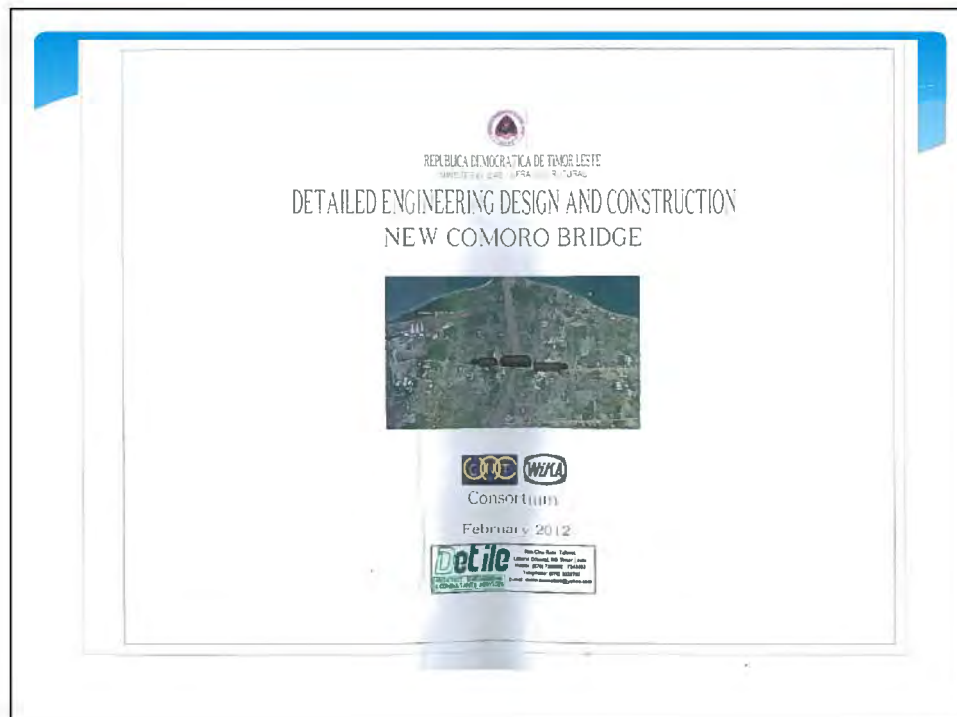 REPUBLICA DEMOCRATICA DE TIMOR LESTE
DETAILED ENGINEERING DESIGN AND CONSTRUCTION
NEW COMORO BRIDGE
WIKA
Consortium
February 2012
Detile